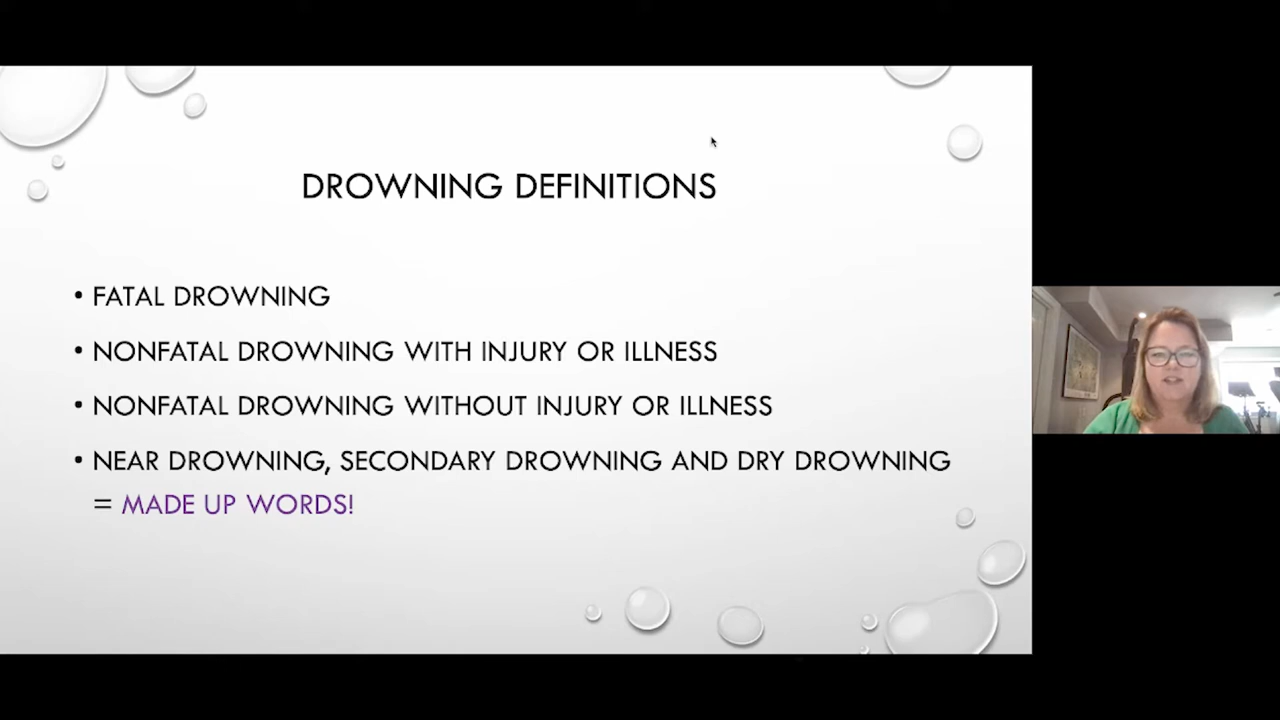 DROWNING DEFINITIONS
• FATAL DROWNING
• NONFATAL DROWNING WITH INJURY OR ILLNESS
• NONFATAL DROWNING WITHOUT INJURY OR ILLNESS
• NEAR DROWNING, SECONDARY DROWNING AND DRY DROWNING
= MADE UP WORDS!